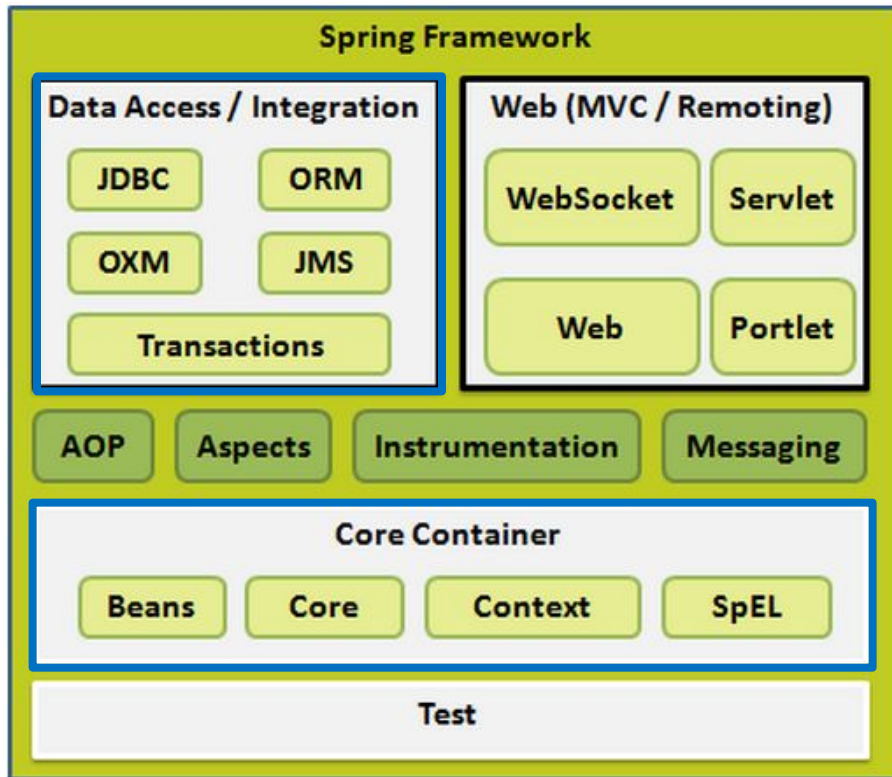 Spring Framework
Data Access / Integration
JDBC
ORM
OXM
JMS
Transactions
Web (MVC / Remoting)
WebSocket
Servlet
Web
Portlet
AOP
Aspects
Instrumentation
Messaging
Core Container
Beans
Core
Context
SpEL
Test